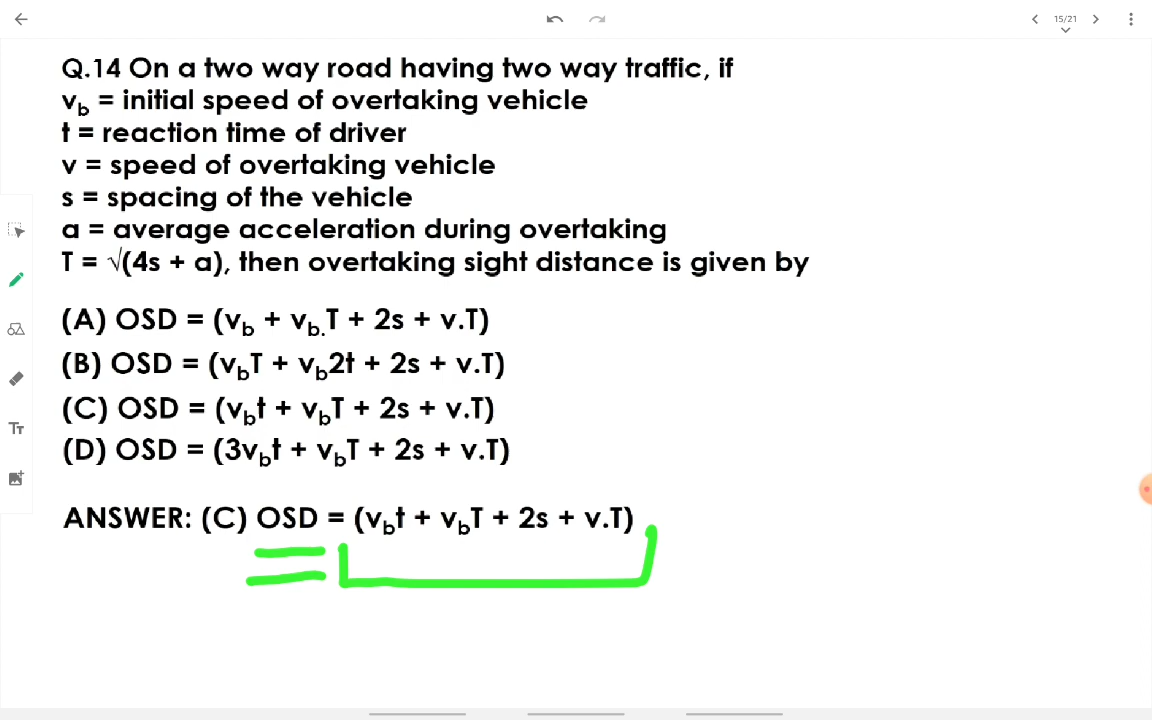 15/21
Q.14 On a two way road having two way traffic, if
vb = initial speed of overtaking vehicle
t = reaction time of driver
v = speed of overtaking vehicle
s = spacing of the vehicle
a = average acceleration during overtaking
T = √(4s + a), then overtaking sight distance is given by
(A) OSD = (vb + vb.T + 2s + v.T)
(B) OSD = (vbT + vb2t + 2s + v.T)
(C) OSD = (vbt + vbT + 2s + v.T)
(D) OSD = (3vbt + vbT + 2s + v.T)
ANSWER: (C) OSD = (vbt + vbT + 2s + v.T)
Tт